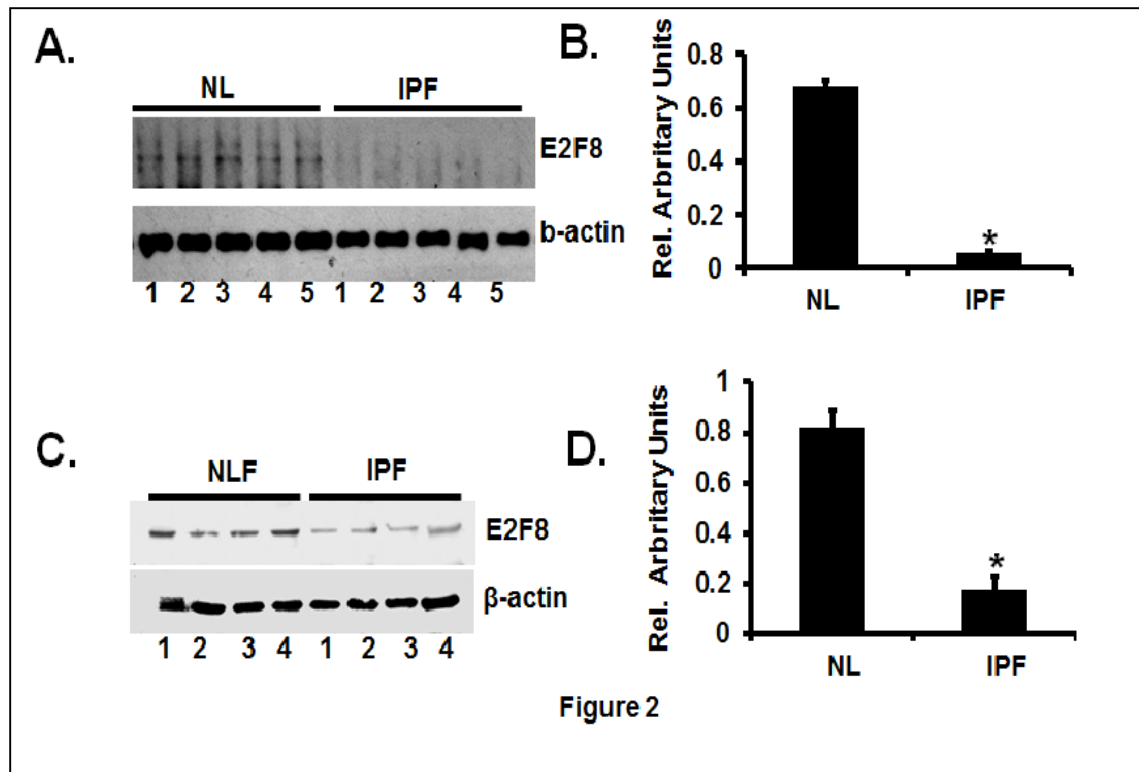 A.
NL IPF
E2F8
b-actin
1 2 3 4 5 1 2 3 4 5
B.
Rel. Arbritary Units
0.8
0.6
0.4
0.2
0
*
NL IPF
C.
NLF IPF
E2F8
β-actin
1 2 3 4 1 2 3 4
D.
Rel. Arbritary Units
1
0.8
0.6
0.4
0.2
0
*
NL IPF
Figure 2